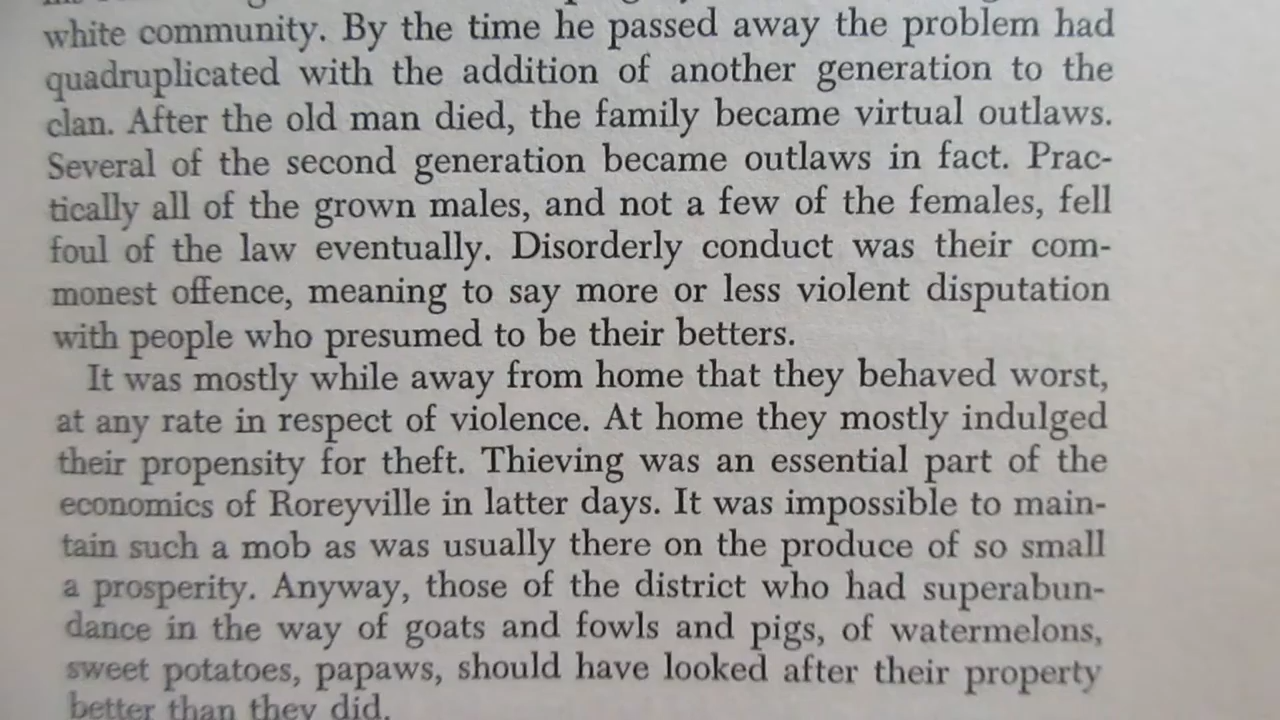 white community. By the time he passed away the problem had
quadruplicated with the addition of another generation to the
clan. After the old man died, the family became virtual outlaws.
Several of the second generation became outlaws in fact. Prac-
tically all of the grown males, and not a few of the females, fell
foul of the law eventually. Disorderly conduct was their com-
monest offence, meaning to say more or less violent disputation
with people who presumed to be their betters.
It was mostly while away from home that they behaved worst,
at any rate in respect of violence. At home they mostly indulged
their propensity for theft. Thieving was an essential part of the
economics of Roreyville in latter days. It was impossible to main-
tain such a mob as was usually there on the produce of so small
a prosperity. Anyway, those of the district who had superabun-
dance in the way of goats and fowls and pigs, of watermelons,
sweet potatoes, papaws, should have looked after their property
better than they did.